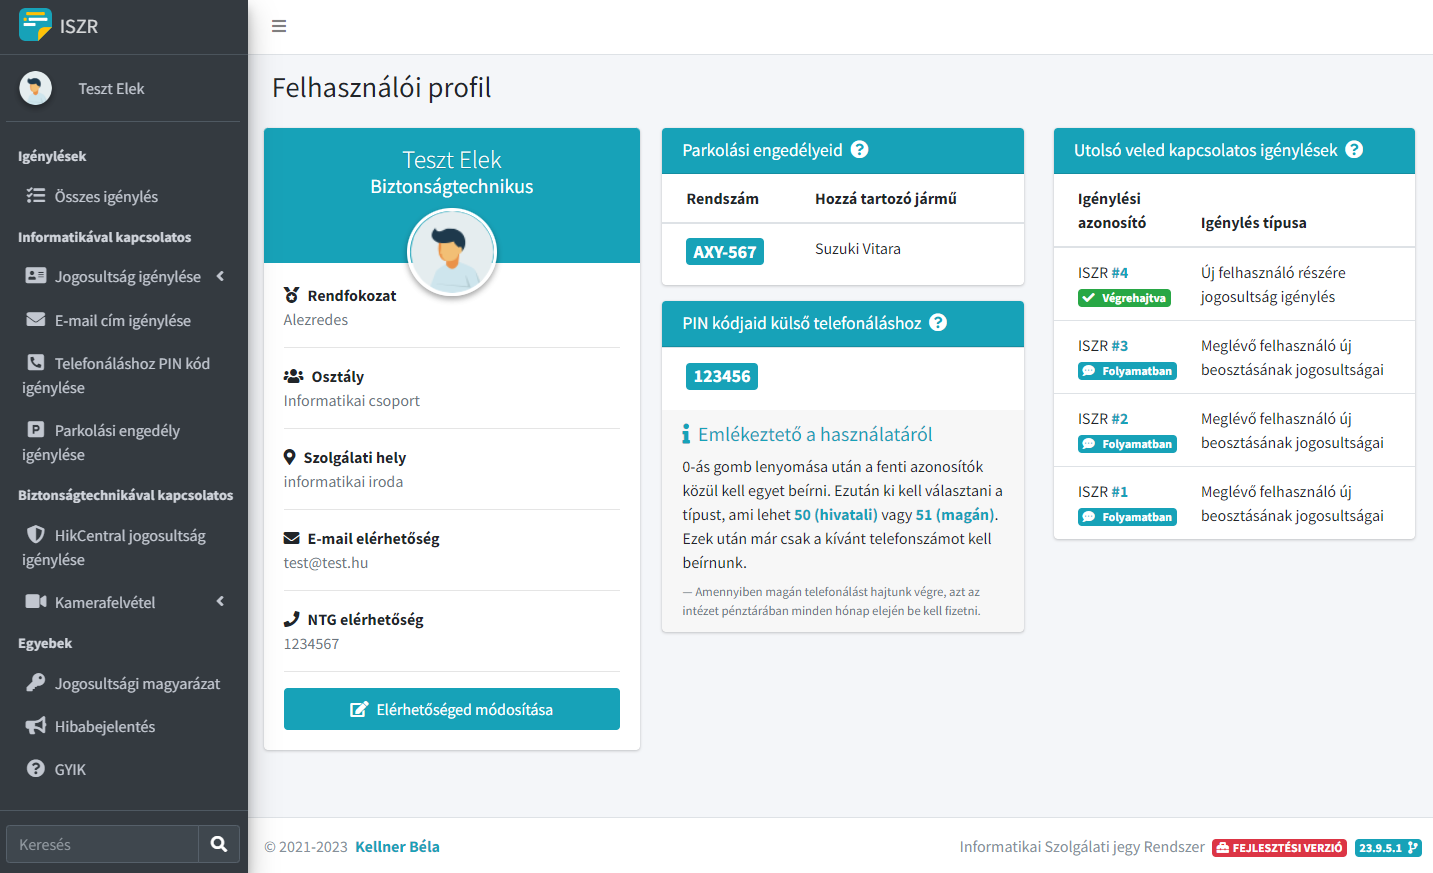 ISZR
Teszt Elek
Igénylések
Összes igénylés
Informatikával kapcsolatos
Jogosultság igénylése
E-mail cím igénylése
Telefonáláshoz PIN kód
igénylése
Parkolási engedély
igénylése
Biztonságtechnikával kapcsolatos
HikCentral jogosultság
igénylése
Kamerafelvétel
Egyebek
Jogosultsági magyarázat
Hibabejelentés
GYIK
Keresés
Felhasználói profil
Teszt Elek
Biztonságtechnikus
Rendfokozat
Alezredes
Osztály
Informatikai csoport
Szolgálati hely
informatikai iroda
E-mail elérhetőség
test@test.hu
NTG elérhetőség
1234567
Elérhetőséged módosítása
Parkolási engedélyeid
Rendszám Hozzá tartozó jármű
AXY-567 Suzuki Vitara
PIN kódjaid külső telefonáláshoz
123456
Emlékeztető a használatáról
0-ás gomb lenyomása után a fenti azonosítók
közül kell egyet beírni. Ezután ki kell választani a
típust, ami lehet 50 (hivatali) vagy 51 (magán).
Ezek után már csak a kívánt telefonszámot kell
beírnunk.
— Amennyiben magán telefonálást hajtunk végre, azt az
intézet pénztárában minden hónap elején be kell fizetni.
Utolsó veled kapcsolatos igénylések
Igénylési
azonosító Igénylés típusa
ISZR #4 Új felhasználó részére
Végrehajtva jogosultság igénylés
ISZR #3 Meglévő felhasználó új
Folyamatban beosztásának jogosultságai
ISZR #2 Meglévő felhasználó új
Folyamatban beosztásának jogosultságai
ISZR #1 Meglévő felhasználó új
Folyamatban beosztásának jogosultságai
© 2021-2023 Kellner Béla
Informatikai Szolgálati jegy Rendszer FEJLESZTÉSI VERZIÓ 23.9.5.1